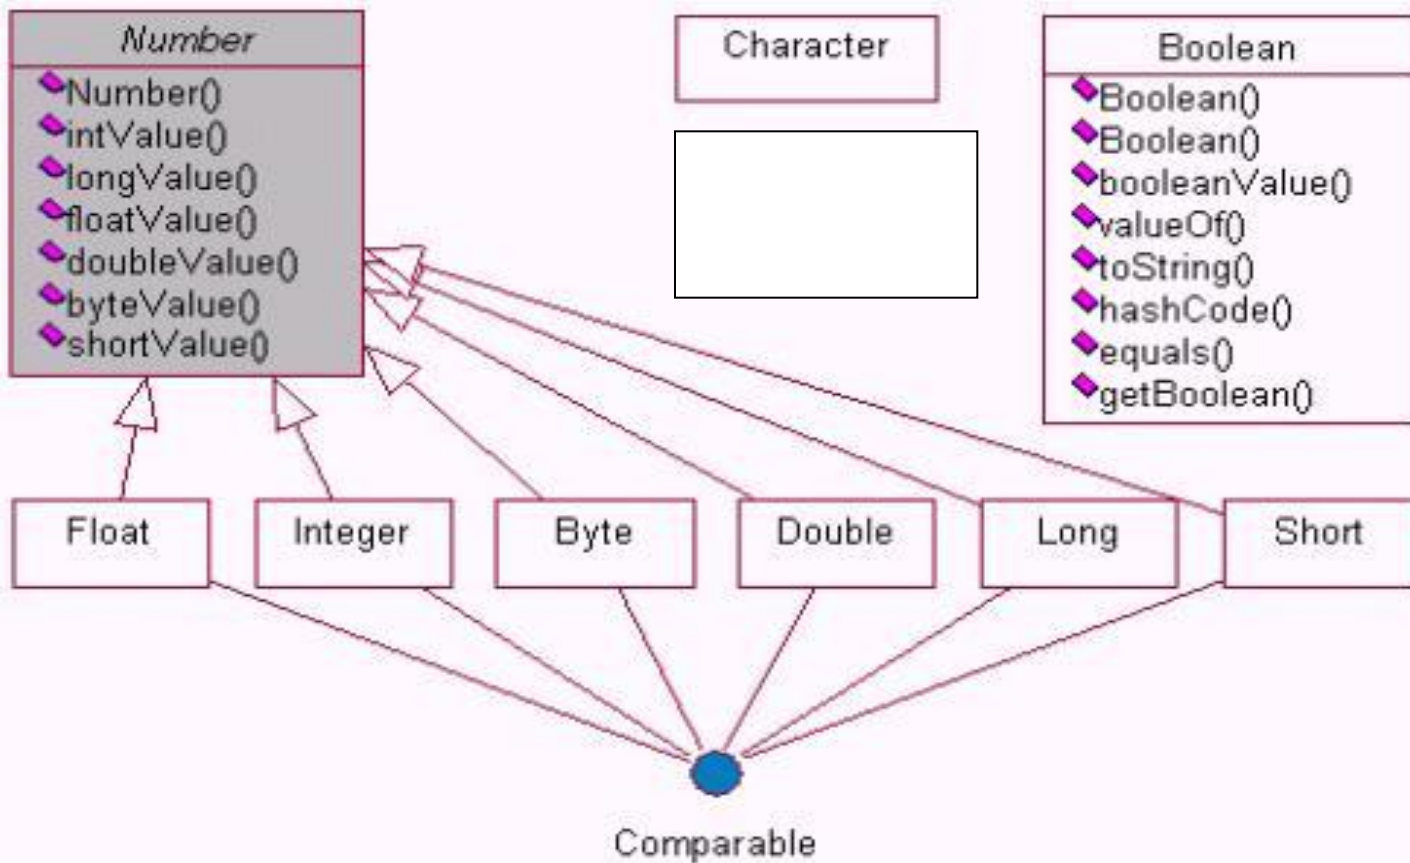 Number
Number()
intValue()
longValue()
floatValue()
doubleValue()
byteValue()
shortValue()
Character
Boolean
Boolean()
Boolean()
booleanValue()
valueOf()
toString()
hashCode()
equals()
getBoolean()
Float
Integer
Byte
Double
Long
Short
Comparable